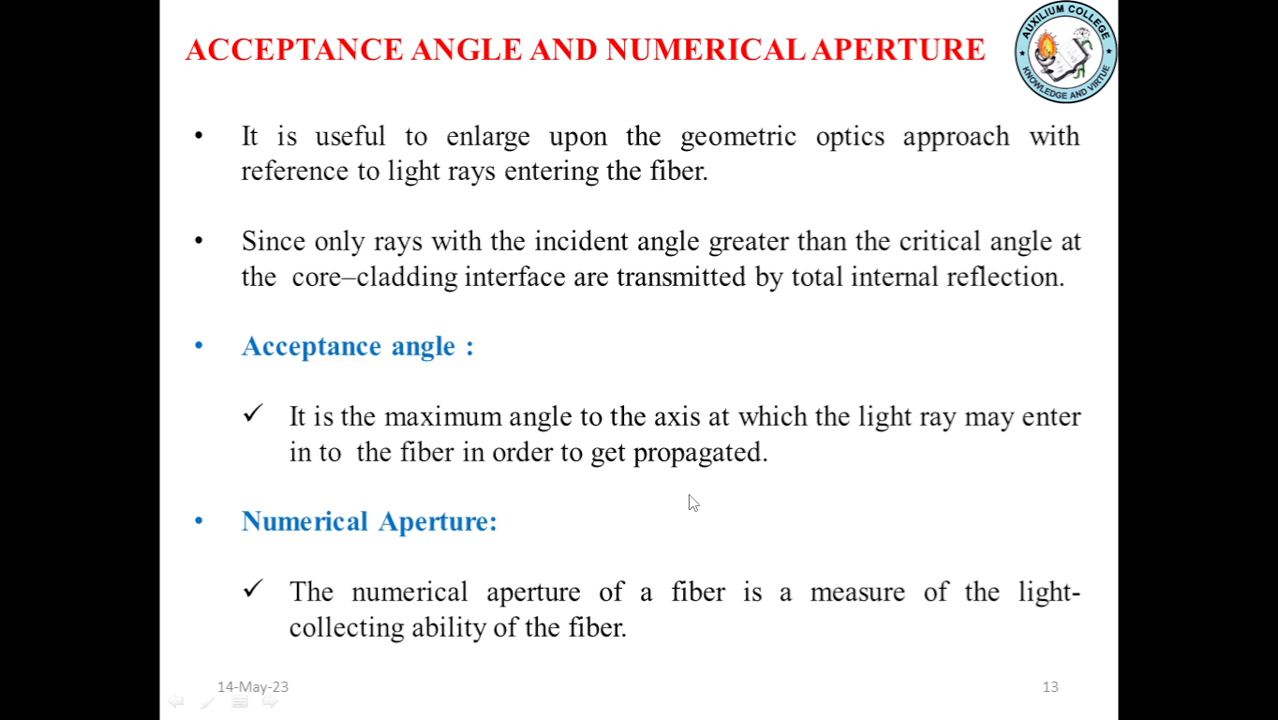 ACCEPTANCE ANGLE AND NUMERICAL APERTURE
AUXILIUM COLLEGE
KNOWLEDGE AND VIRTUE
• It is useful to enlarge upon the geometric optics approach with
reference to light rays entering the fiber.
• Since only rays with the incident angle greater than the critical angle at
the core–cladding interface are transmitted by total internal reflection.
• Acceptance angle :
✓ It is the maximum angle to the axis at which the light ray may enter
in to the fiber in order to get propagated.
• Numerical Aperture:
✓ The numerical aperture of a fiber is a measure of the light-
collecting ability of the fiber.
14-May-23
13